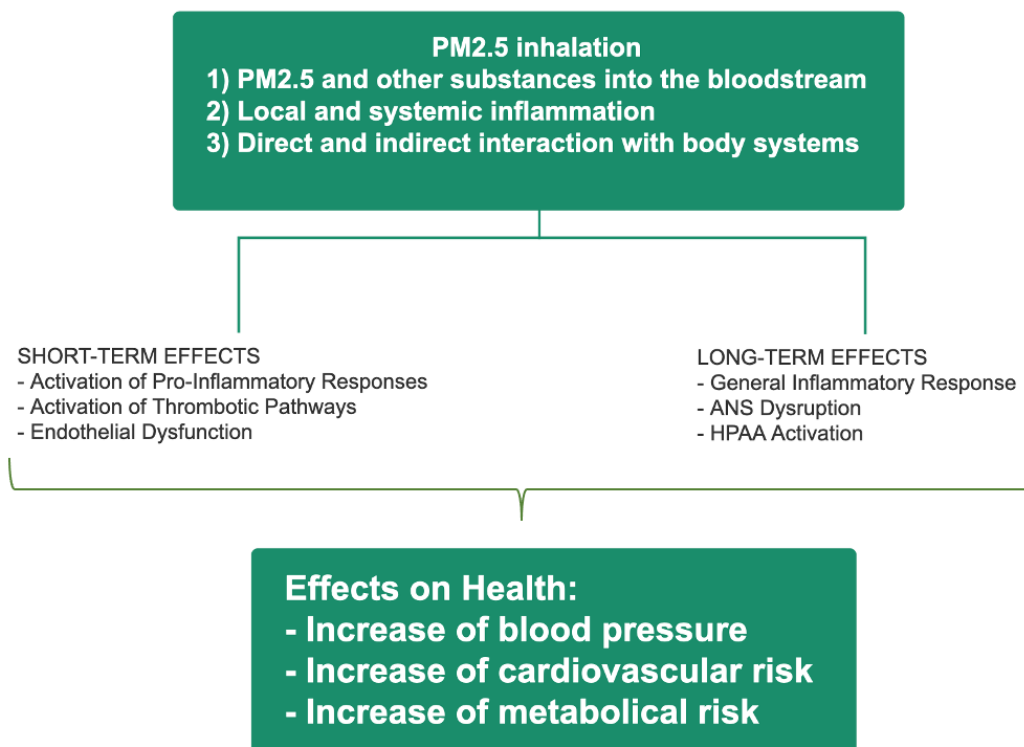 PM2.5 inhalation
1) PM2.5 and other substances into the bloodstream
2) Local and systemic inflammation
3) Direct and indirect interaction with body systems
SHORT-TERM EFFECTS
- Activation of Pro-Inflammatory Responses
- Activation of Thrombotic Pathways
- Endothelial Dysfunction
LONG-TERM EFFECTS
- General Inflammatory Response
- ANS Dysruption
- HPAA Activation
Effects on Health:
- Increase of blood pressure
- Increase of cardiovascular risk
- Increase of metabolical risk